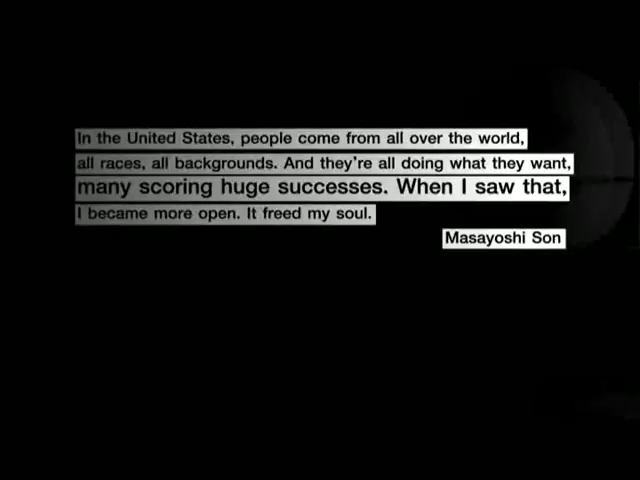 In the United States, people come from all over the world,
all races, all backgrounds. And they're all doing what they want,
many scoring huge successes. When I saw that,
I became more open. It freed my soul.
Masayoshi Son